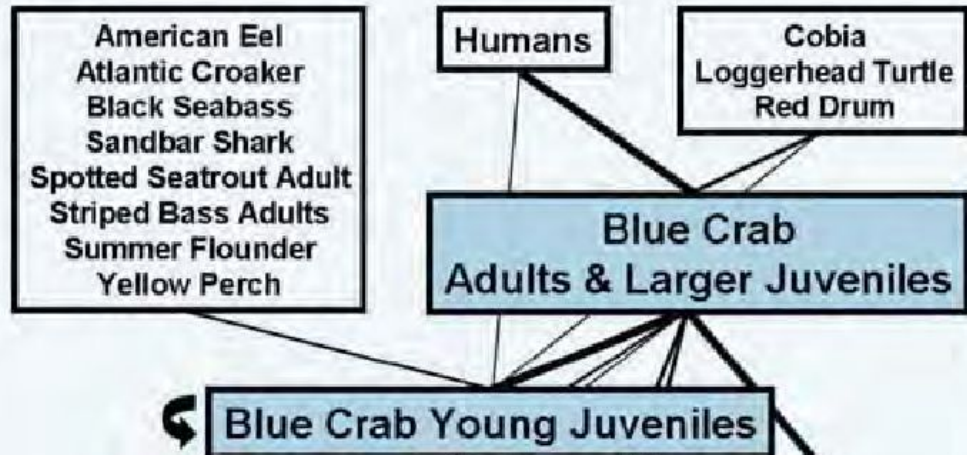 American Eel
Atlantic Croaker
Black Seabass
Sandbar Shark
Spotted Seatrout Adult
Striped Bass Adults
Summer Flounder
Yellow Perch
Humans
Cobia
Loggerhead Turtle
Red Drum
Blue Crab
Adults & Larger Juveniles
Blue Crab Young Juveniles